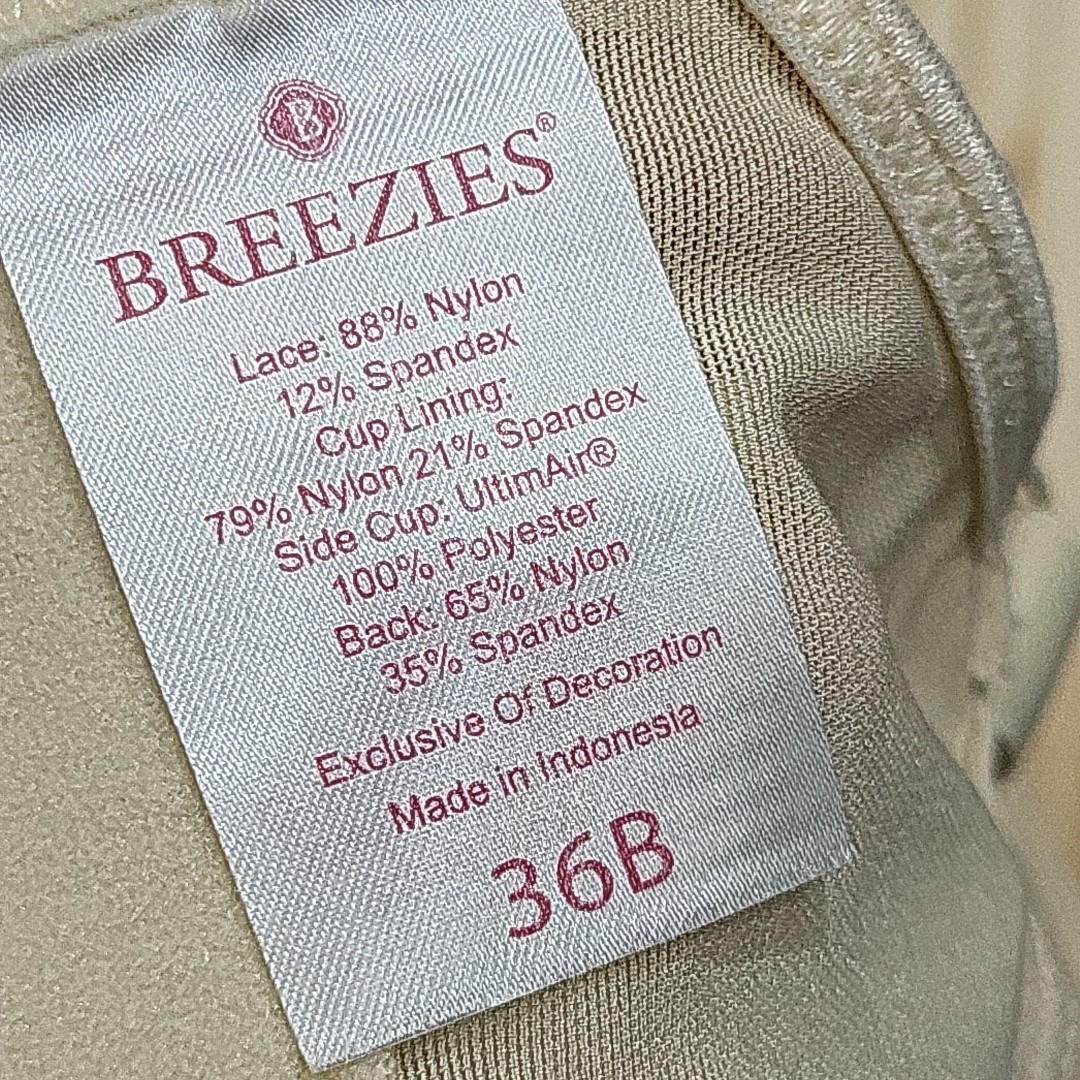 B
BREEZIES®
Lace: 88% Nylon
12% Spandex
Cup Lining:
79% Nylon 21% Spandex
Side Cup: UltimAir®
100% Polyester
Back: 65% Nylon
35% Spandex
Exclusive Of Decoration
Made in Indonesia
36B